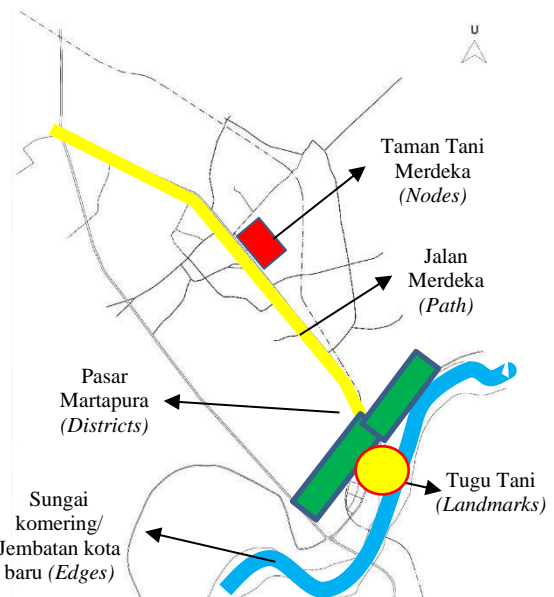 U
Taman Tani
Merdeka
(Nodes)
Jalan
Merdeka
(Path)
Pasar
Martapura
(Districts)
Tugu Tani
(Landmarks)
Sungai
komering/
Jembatan kota
baru (Edges)